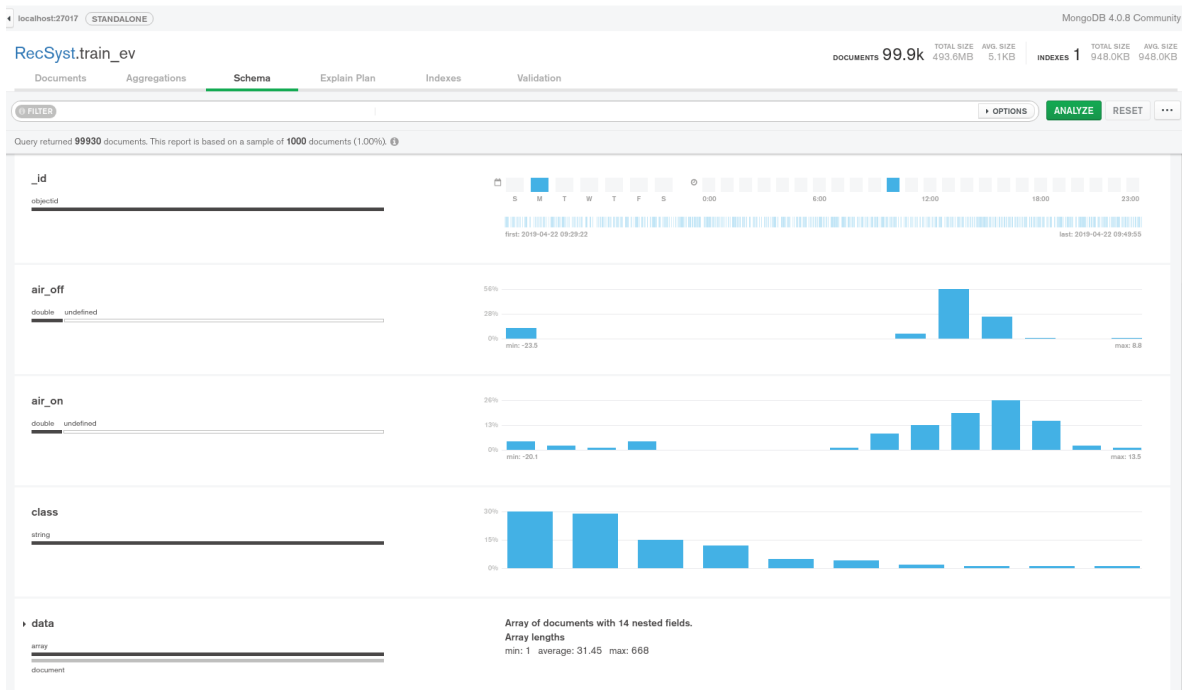 localhost:27017 STANDALONE MongoDB 4.0.8 Community
RecSyst.train_ev
DOCUMENTS 99.9k TOTAL SIZE 493.6MB AVG. SIZE 5.1KB INDEXES 1 TOTAL SIZE 948.0KB AVG. SIZE 948.0KB
Documents Aggregations Schema Explain Plan Indexes Validation
FILTER OPTIONS ANALYZE RESET ...
Query returned 99930 documents. This report is based on a sample of 1000 documents (1.00%).
_id
objectid
S M T W T F S 0:00 6:00 12:00 18:00 23:00
first: 2019-04-22 09:29:22 last: 2019-04-22 09:49:55
air_off
double undefined
56%
28%
0%
min: -23.5 max: 8.8
air_on
double undefined
26%
13%
0%
min: -20.1 max: 13.5
class
string
30%
15%
0%
data
array
document
Array of documents with 14 nested fields.
Array lengths
min: 1 average: 31.45 max: 668